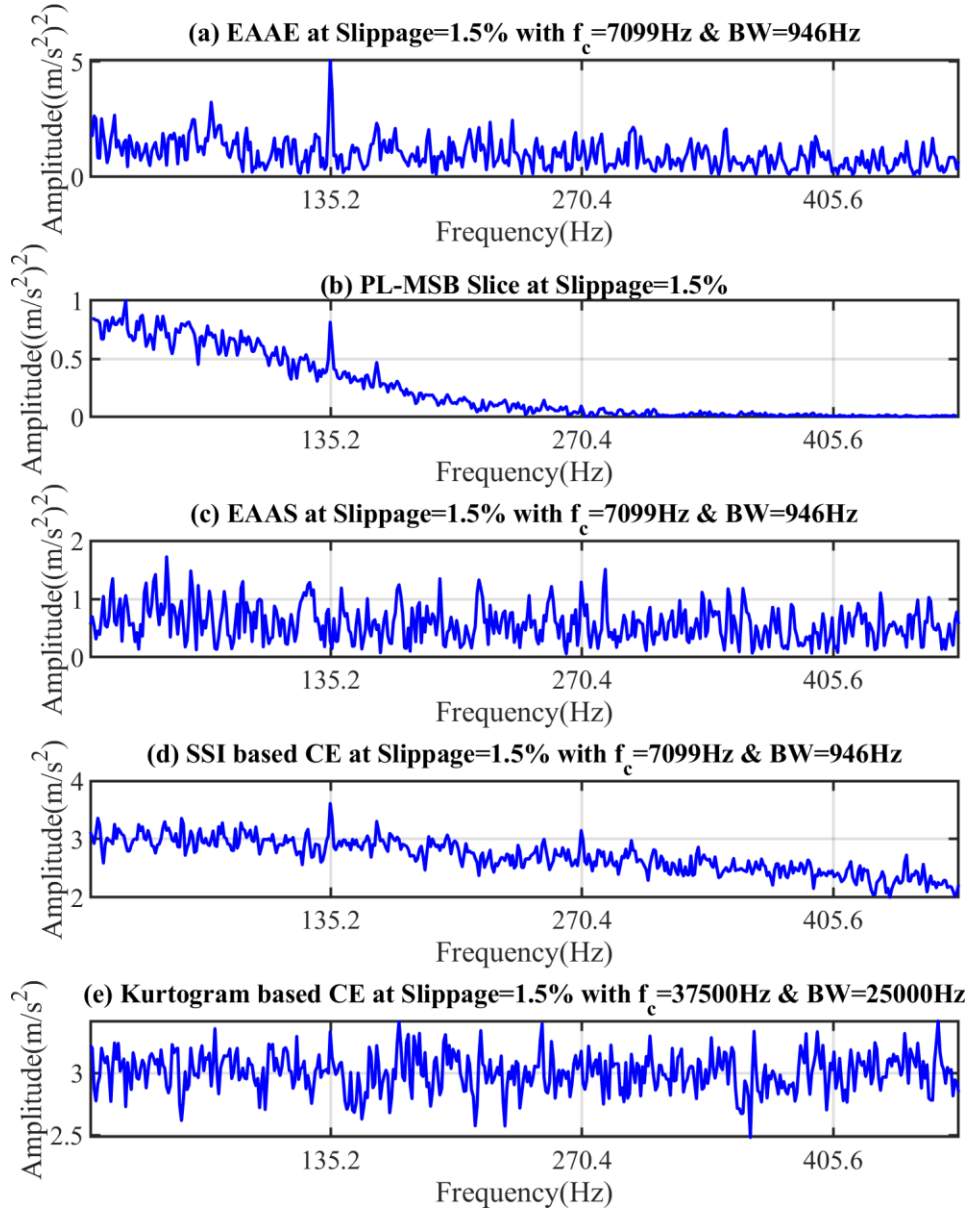 (a) EAAE at Slippage=1.5% with f_c=7099Hz & BW=946Hz
Amplitude((m/s²)²)
5
0
135.2 270.4 405.6
Frequency(Hz)
(b) PL-MSB Slice at Slippage=1.5%
Amplitude((m/s²)²)
1
0.5
0
135.2 270.4 405.6
Frequency(Hz)
(c) EAAS at Slippage=1.5% with f_c=7099Hz & BW=946Hz
Amplitude((m/s²)²)
2
1
0
135.2 270.4 405.6
Frequency(Hz)
(d) SSI based CE at Slippage=1.5% with f_c=7099Hz & BW=946Hz
Amplitude(m/s²)
4
3
2
135.2 270.4 405.6
Frequency(Hz)
(e) Kurtogram based CE at Slippage=1.5% with f_c=37500Hz & BW=25000Hz
Amplitude(m/s²)
3
2.5
135.2 270.4 405.6
Frequency(Hz)